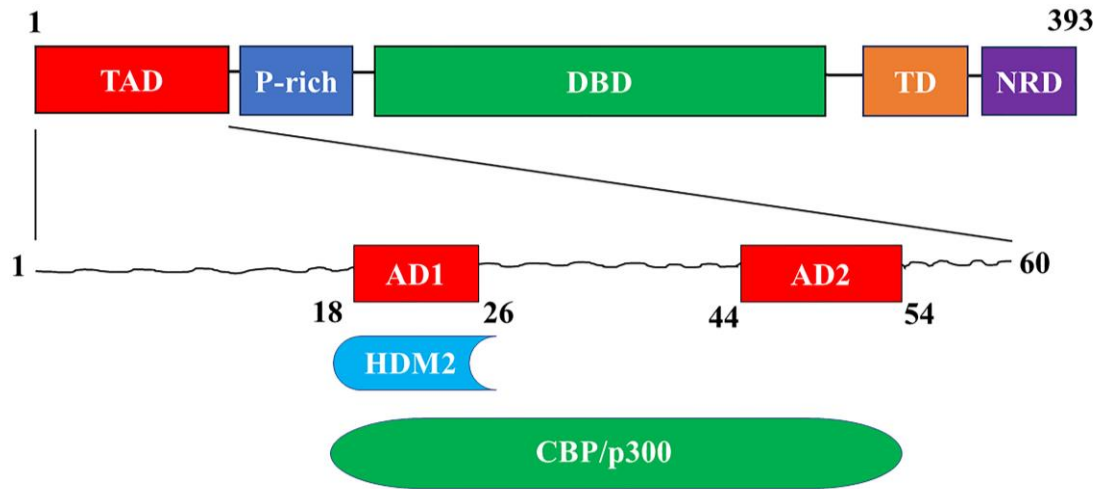 1 393
TAD P-rich DBD TD NRD
1 AD1 AD2 60
18 26 44 54
HDM2
CBP/p300